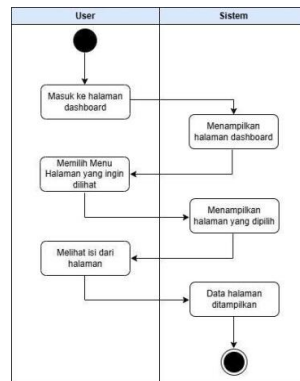 User
Sistem
Masuk ke halaman
dashboard
Menampilkan
halaman dashboard
Memilih Menu
Halaman yang ingin
dilihat
Menampilkan
halaman yang dipilih
Melihat isi dari
halaman
Data halaman
ditampilkan